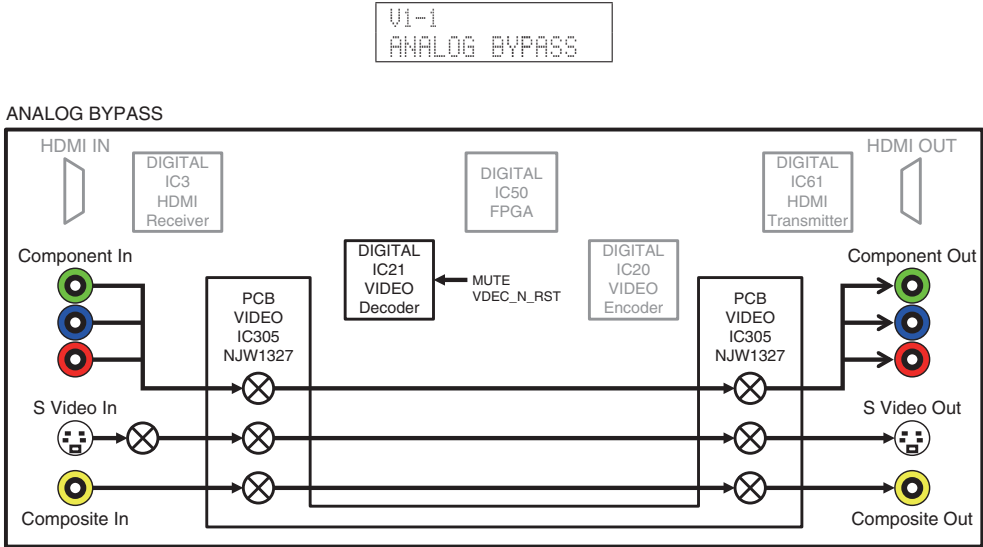 V1-1
ANALOG BYPASS
ANALOG BYPASS
HDMI IN
DIGITAL
IC3
HDMI
Receiver
DIGITAL
IC50
FPGA
DIGITAL
IC61
HDMI
Transmitter
HDMI OUT
Component In
PCB
VIDEO
IC305
NJW1327
DIGITAL
IC21
VIDEO
Decoder
MUTE
VDEC_N_RST
DIGITAL
IC20
VIDEO
Encoder
PCB
VIDEO
IC305
NJW1327
Component Out
S Video In
S Video Out
Composite In
Composite Out